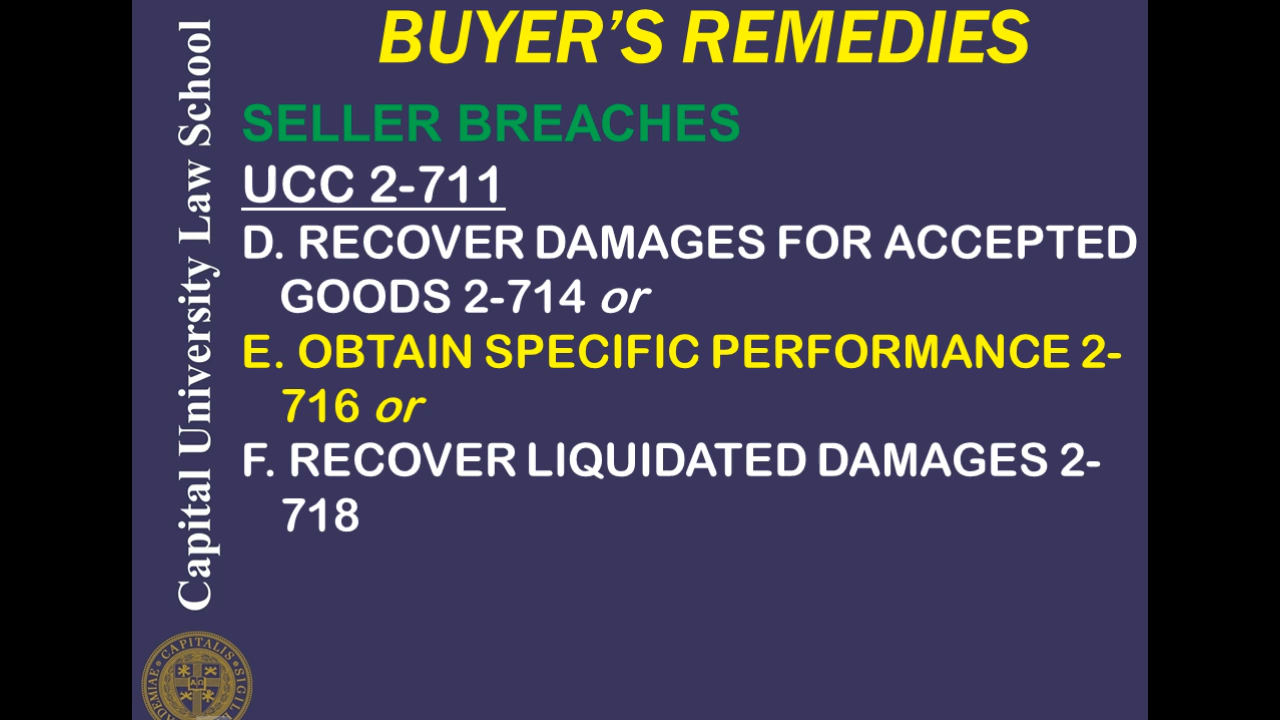 BUYER'S REMEDIES
Capital University Law School
SELLER BREACHES
UCC 2-711
D. RECOVER DAMAGES FOR ACCEPTED
GOODS 2-714 or
E. OBTAIN SPECIFIC PERFORMANCE 2-
716 or
F. RECOVER LIQUIDATED DAMAGES 2-
718
CAPITALIS